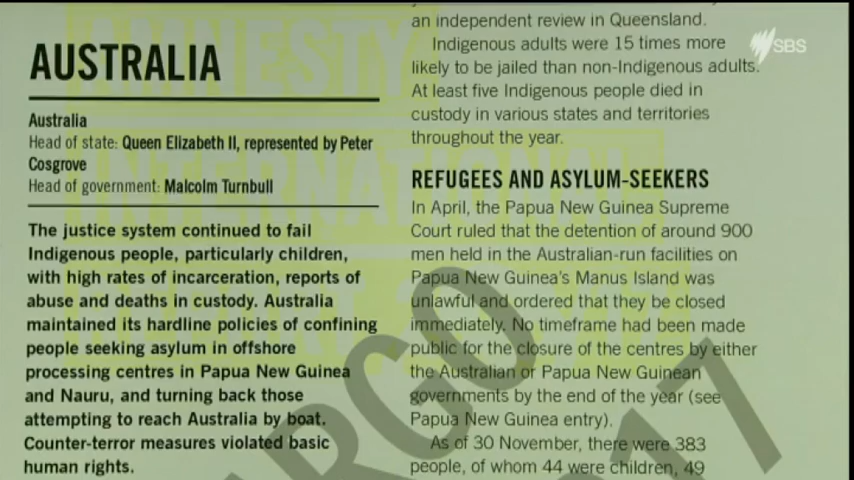 AUSTRALIA
Australia
Head of state: Queen Elizabeth II, represented by Peter
Cosgrove
Head of government: Malcolm Turnbull
The justice system continued to fail
Indigenous people, particularly children,
with high rates of incarceration, reports of
abuse and deaths in custody. Australia
maintained its hardline policies of confining
people seeking asylum in offshore
processing centres in Papua New Guinea
and Nauru, and turning back those
attempting to reach Australia by boat.
Counter-terror measures violated basic
human rights.
an independent review in Queensland.
Indigenous adults were 15 times more
likely to be jailed than non-Indigenous adults.
At least five Indigenous people died in
custody in various states and territories
throughout the year.
REFUGEES AND ASYLUM-SEEKERS
In April, the Papua New Guinea Supreme
Court ruled that the detention of around 900
men held in the Australian-run facilities on
Papua New Guinea's Manus Island was
unlawful and ordered that they be closed
immediately. No timeframe had been made
public for the closure of the centres by either
the Australian or Papua New Guinean
governments by the end of the year (see
Papua New Guinea entry).
As of 30 November, there were 383
people, of whom 44 were children, 49
SBS
AMNESTY
INTERNATIONAL